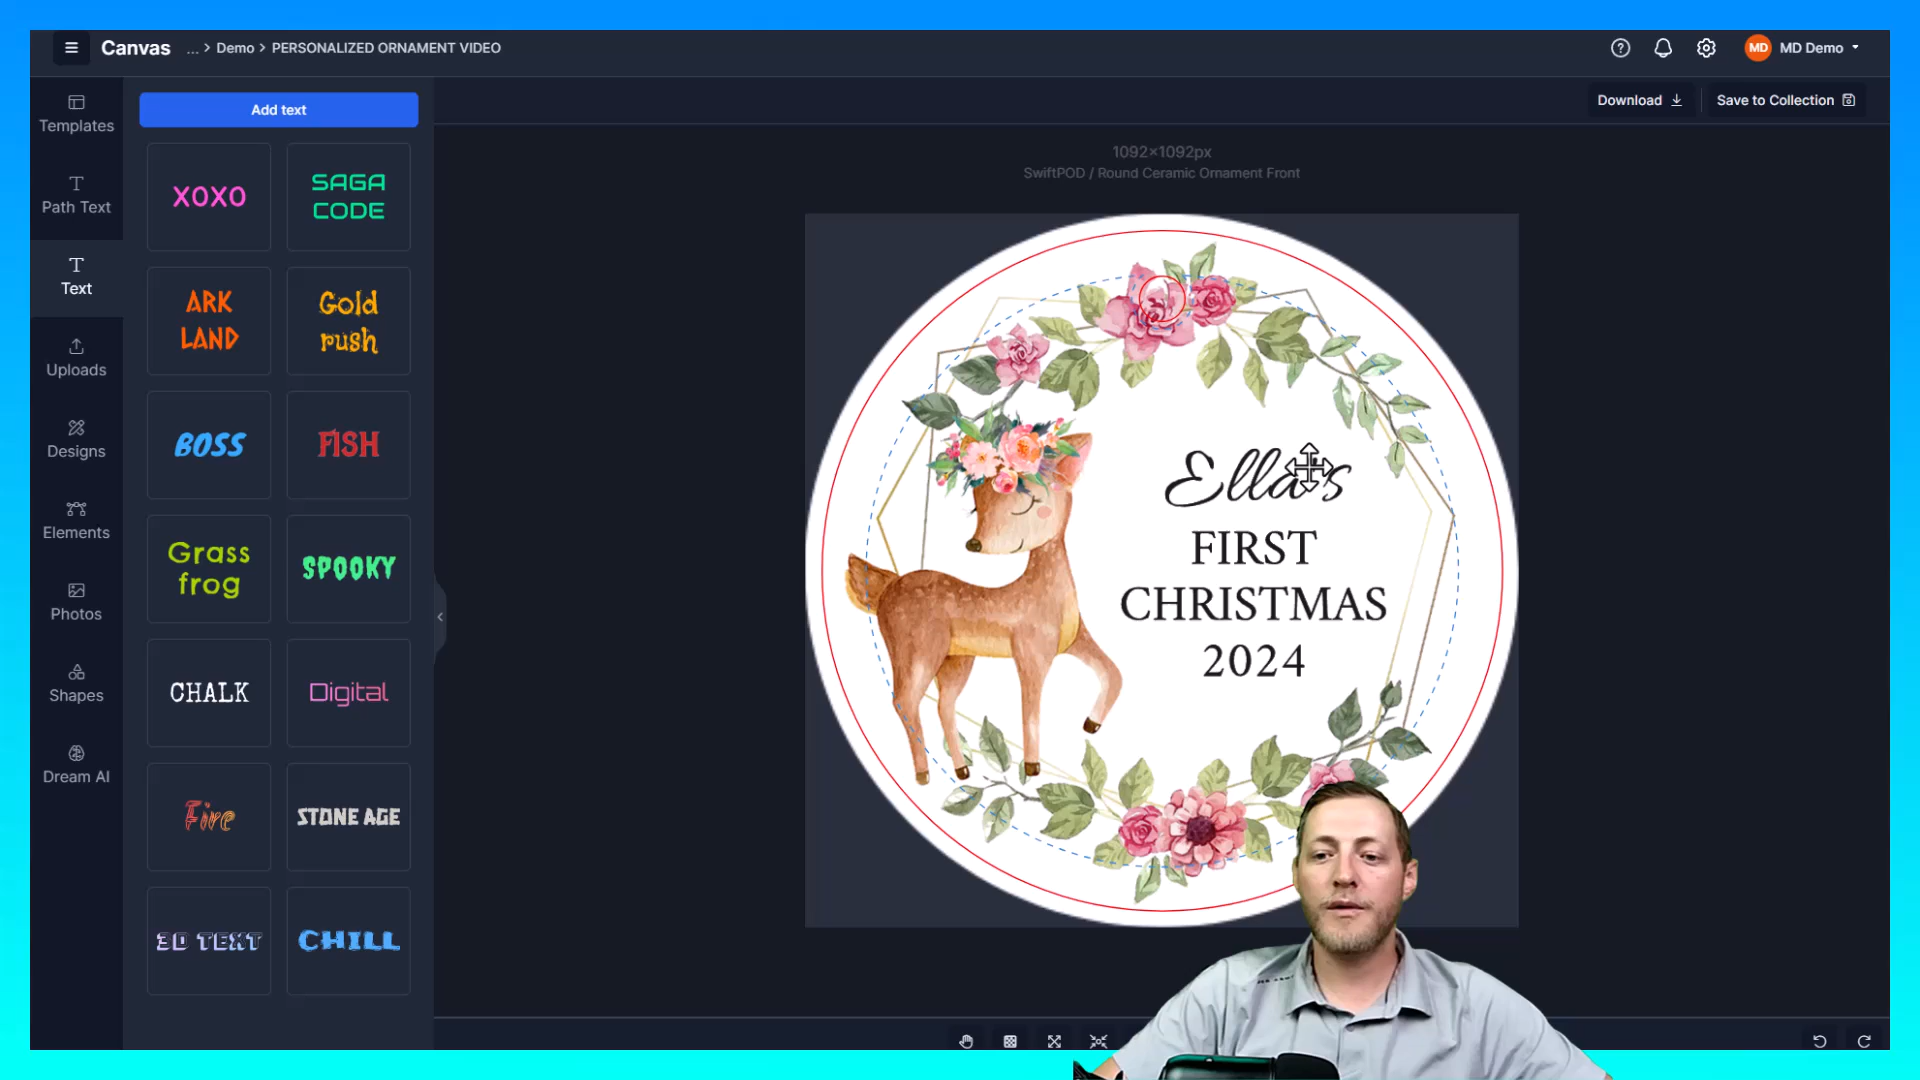 Canvas ... > Demo > PERSONALIZED ORNAMENT VIDEO
MD MD Demo
Download
Save to Collection
Templates
Path Text
Text
Uploads
Designs
Elements
Photos
Shapes
Dream AI
Add text
XOXO
SAGA
CODE
ARK
LAND
Gold
rush
BOSS
FISH
Grass
frog
SPOOKY
CHALK
Digital
Fire
STONE AGE
3D TEXT
CHILL
1092×1092px
SwiftPOD / Round Ceramic Ornament Front
Ella's
FIRST
CHRISTMAS
2024